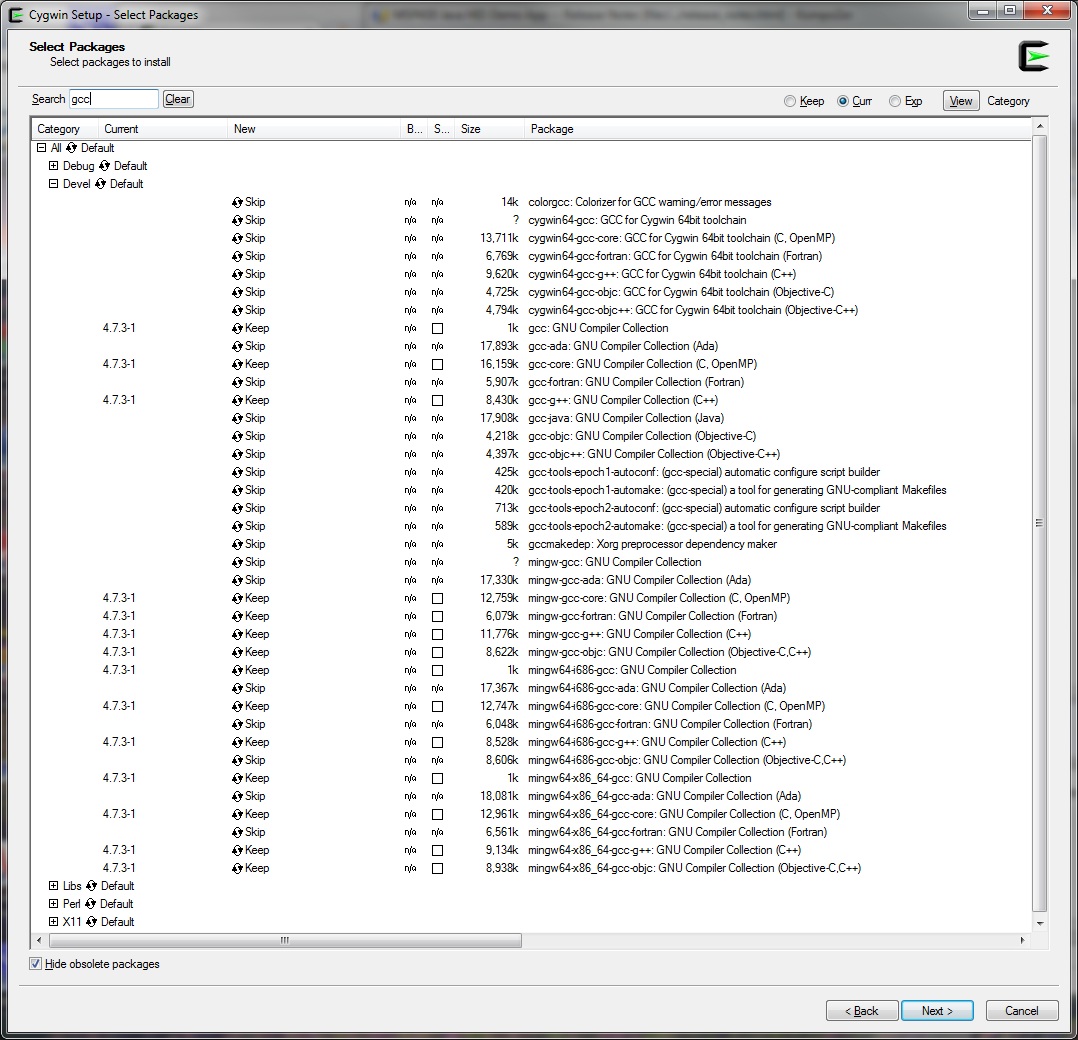 Cygwin Setup - Select Packages
Select Packages
Select packages to install
Search gcc Clear Keep Curr Exp View Category
Category Current New B... S... Size Package
All Default
Debug Default
Devel Default
Skip n/a n/a 14k colorgcc: Colorizer for GCC warning/error messages
Skip n/a n/a ? cygwin64-gcc: GCC for Cygwin 64bit toolchain
Skip n/a n/a 13,711k cygwin64-gcc-core: GCC for Cygwin 64bit toolchain (C, OpenMP)
Skip n/a n/a 6,769k cygwin64-gcc-fortran: GCC for Cygwin 64bit toolchain (Fortran)
Skip n/a n/a 9,620k cygwin64-gcc-g++: GCC for Cygwin 64bit toolchain (C++)
Skip n/a n/a 4,725k cygwin64-gcc-objc: GCC for Cygwin 64bit toolchain (Objective-C)
Skip n/a n/a 4,794k cygwin64-gcc-objc++: GCC for Cygwin 64bit toolchain (Objective-C++)
4.7.3-1 Keep n/a 1k gcc: GNU Compiler Collection
Skip n/a n/a 17,893k gcc-ada: GNU Compiler Collection (Ada)
4.7.3-1 Keep n/a 16,159k gcc-core: GNU Compiler Collection (C, OpenMP)
Skip n/a n/a 5,907k gcc-fortran: GNU Compiler Collection (Fortran)
4.7.3-1 Keep n/a 8,430k gcc-g++: GNU Compiler Collection (C++)
Skip n/a n/a 17,908k gcc-java: GNU Compiler Collection (Java)
Skip n/a n/a 4,218k gcc-objc: GNU Compiler Collection (Objective-C)
Skip n/a n/a 4,397k gcc-objc++: GNU Compiler Collection (Objective-C++)
Skip n/a n/a 425k gcc-tools-epoch1-autoconf: (gcc-special) automatic configure script builder
Skip n/a n/a 420k gcc-tools-epoch1-automake: (gcc-special) a tool for generating GNU-compliant Makefiles
Skip n/a n/a 713k gcc-tools-epoch2-autoconf: (gcc-special) automatic configure script builder
Skip n/a n/a 589k gcc-tools-epoch2-automake: (gcc-special) a tool for generating GNU-compliant Makefiles
Skip n/a n/a 5k gccmakedep: Xorg preprocessor dependency maker
Skip n/a n/a ? mingw-gcc: GNU Compiler Collection
Skip n/a n/a 17,330k mingw-gcc-ada: GNU Compiler Collection (Ada)
4.7.3-1 Keep n/a 12,759k mingw-gcc-core: GNU Compiler Collection (C, OpenMP)
4.7.3-1 Keep n/a 6,079k mingw-gcc-fortran: GNU Compiler Collection (Fortran)
4.7.3-1 Keep n/a 11,776k mingw-gcc-g++: GNU Compiler Collection (C++)
4.7.3-1 Keep n/a 8,622k mingw-gcc-objc: GNU Compiler Collection (Objective-C,C++)
4.7.3-1 Keep n/a 1k mingw64-i686-gcc: GNU Compiler Collection
Skip n/a n/a 17,367k mingw64-i686-gcc-ada: GNU Compiler Collection (Ada)
4.7.3-1 Keep n/a 12,747k mingw64-i686-gcc-core: GNU Compiler Collection (C, OpenMP)
Skip n/a n/a 6,048k mingw64-i686-gcc-fortran: GNU Compiler Collection (Fortran)
4.7.3-1 Keep n/a 8,528k mingw64-i686-gcc-g++: GNU Compiler Collection (C++)
Skip n/a n/a 8,606k mingw64-i686-gcc-objc: GNU Compiler Collection (Objective-C,C++)
4.7.3-1 Keep n/a 1k mingw64-x86_64-gcc: GNU Compiler Collection
Skip n/a n/a 18,081k mingw64-x86_64-gcc-ada: GNU Compiler Collection (Ada)
4.7.3-1 Keep n/a 12,961k mingw64-x86_64-gcc-core: GNU Compiler Collection (C, OpenMP)
Skip n/a n/a 6,561k mingw64-x86_64-gcc-fortran: GNU Compiler Collection (Fortran)
4.7.3-1 Keep n/a 9,134k mingw64-x86_64-gcc-g++: GNU Compiler Collection (C++)
4.7.3-1 Keep n/a 8,938k mingw64-x86_64-gcc-objc: GNU Compiler Collection (Objective-C,C++)
Libs Default
Perl Default
X11 Default
Hide obsolete packages
< Back Next > Cancel